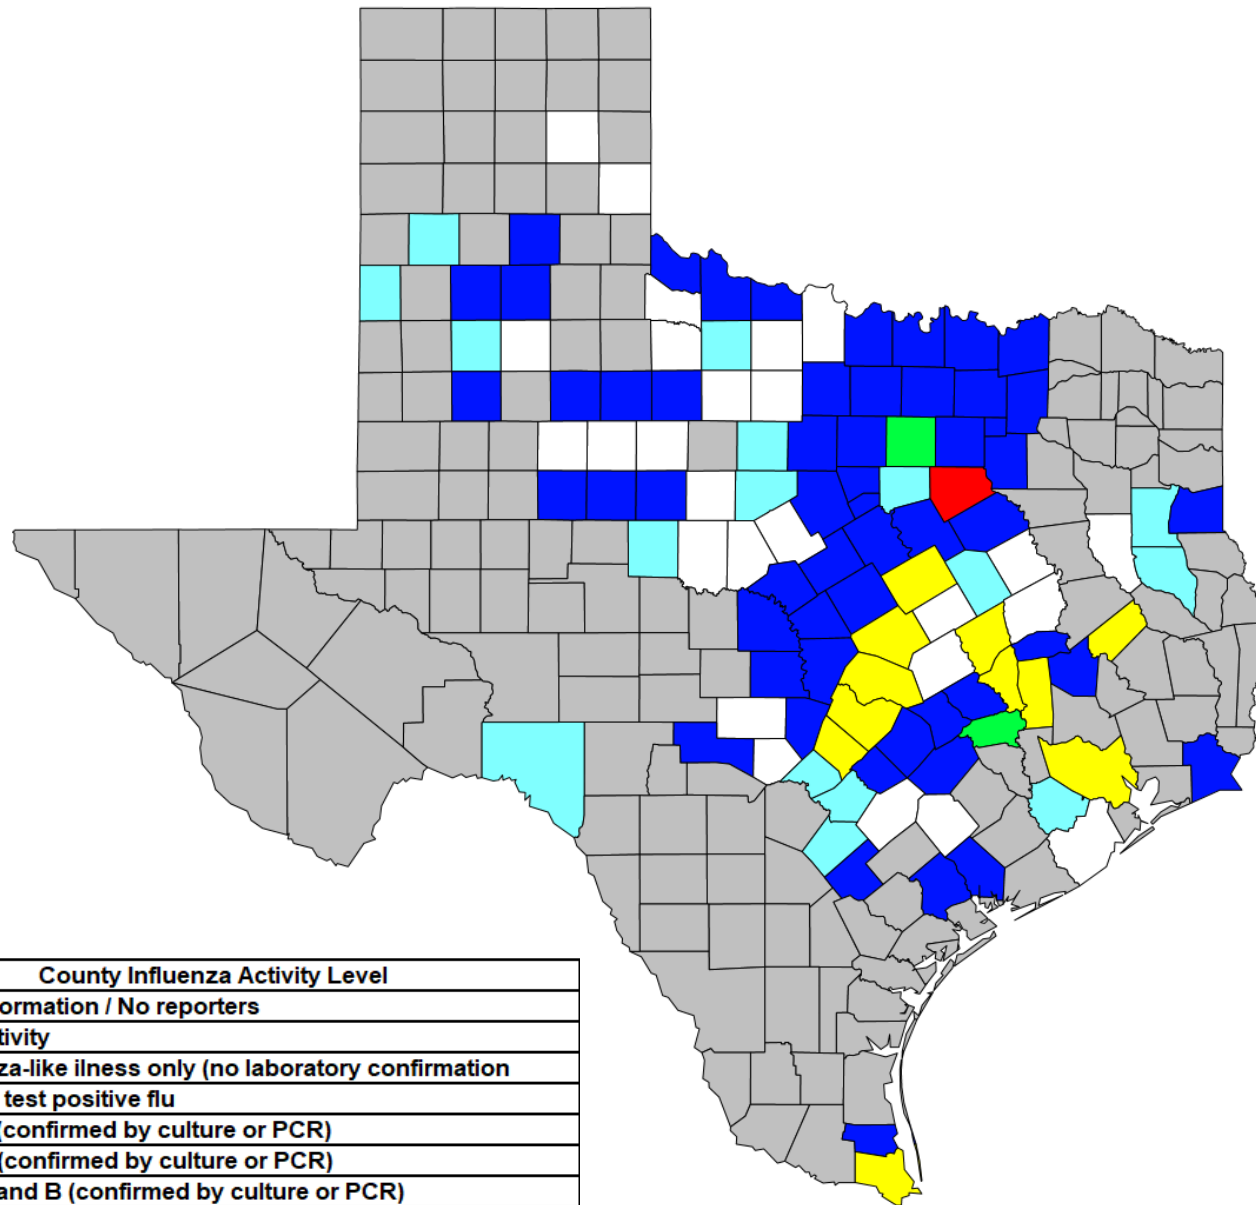 County Influenza Activity Level
ormation / No reporters
tivity
za-like ilness only (no laboratory confirmation
test positive flu
(confirmed by culture or PCR)
(confirmed by culture or PCR)
and B (confirmed by culture or PCR)